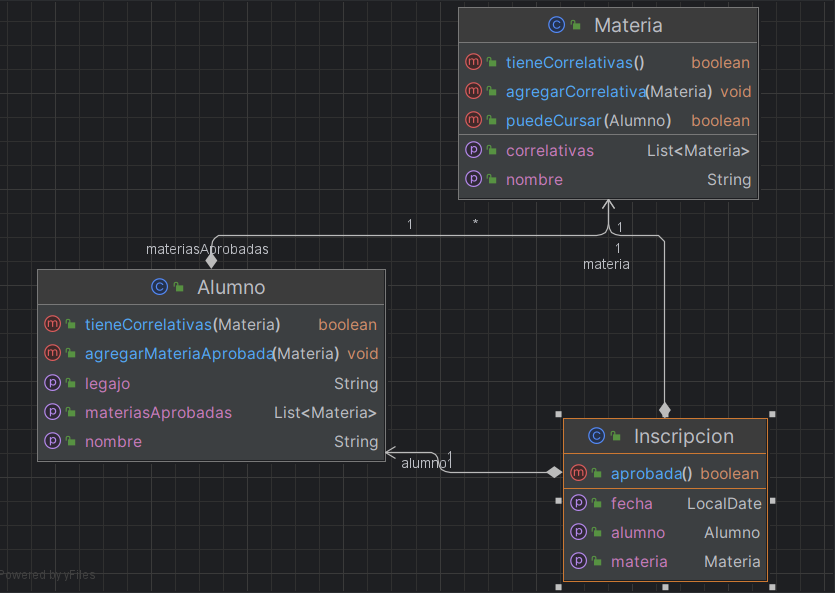 Materia
tieneCorrelativas() boolean
agregarCorrelativa(Materia) void
puedeCursar(Alumno) boolean
correlativas List<Materia>
nombre String
1 * 1
materiasAprobadas 1
materia
Alumno
tieneCorrelativas(Materia) boolean
agregarMateriaAprobada(Materia) void
legajo String
materiasAprobadas List<Materia>
nombre String
1
alumno 1
Inscripcion
aprobada() boolean
fecha LocalDate
alumno Alumno
materia Materia
Powered by yFiles